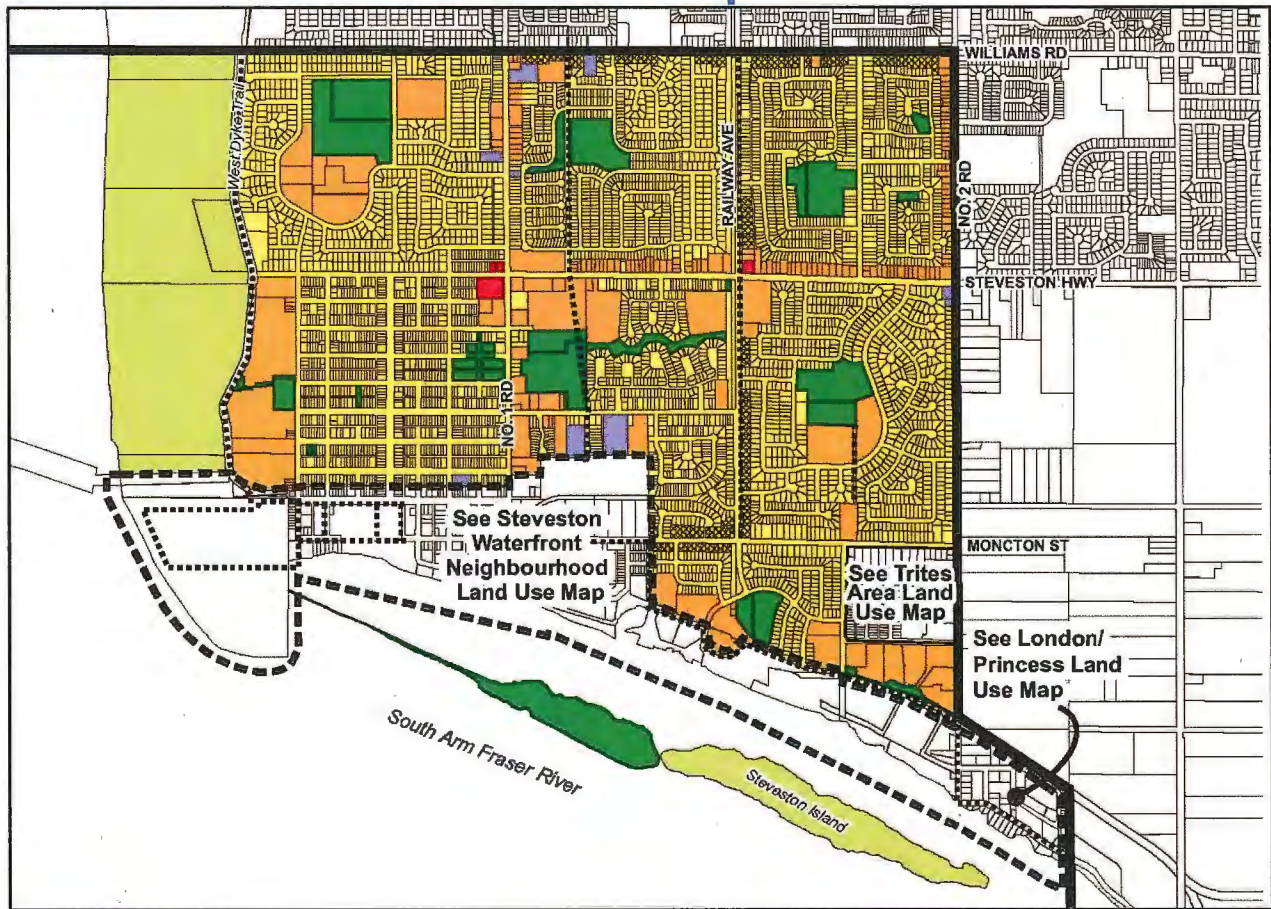 WILLIAMS RD
West Dyke Trail
RAILWAY AVE
NO. 2 RD
STEVESTON HWY
NO. 1 RD
See Steveston
Waterfront
Neighbourhood
Land Use Map
MONCTON ST
See Trites
Area Land
Use Map
See London/
Princess Land
Use Map
South Arm Fraser River
Steveston Island